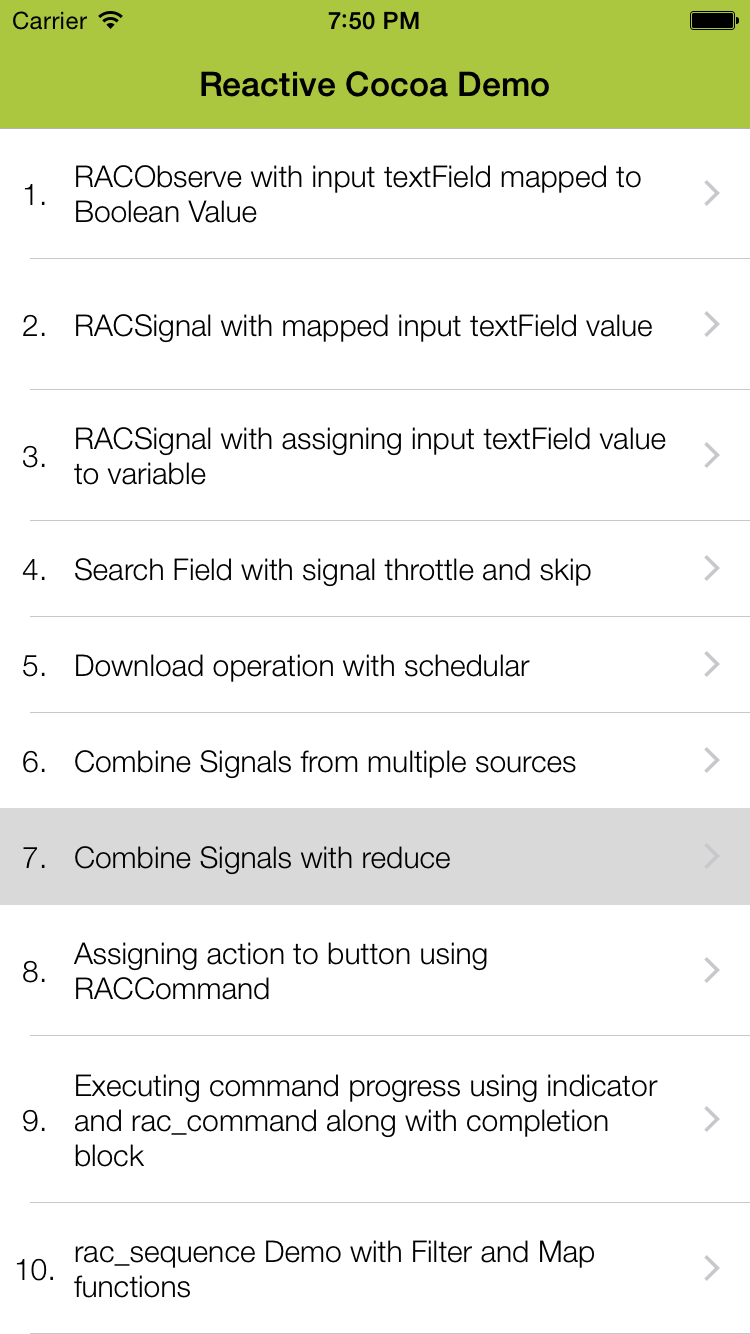 Carrier 7:50 PM
Reactive Cocoa Demo
1. RACObserve with input textField mapped to
Boolean Value
2. RACSignal with mapped input textField value
3. RACSignal with assigning input textField value
to variable
4. Search Field with signal throttle and skip
5. Download operation with schedular
6. Combine Signals from multiple sources
7. Combine Signals with reduce
8. Assigning action to button using
RACCommand
9. Executing command progress using indicator
and rac_command along with completion
block
10. rac_sequence Demo with Filter and Map
functions